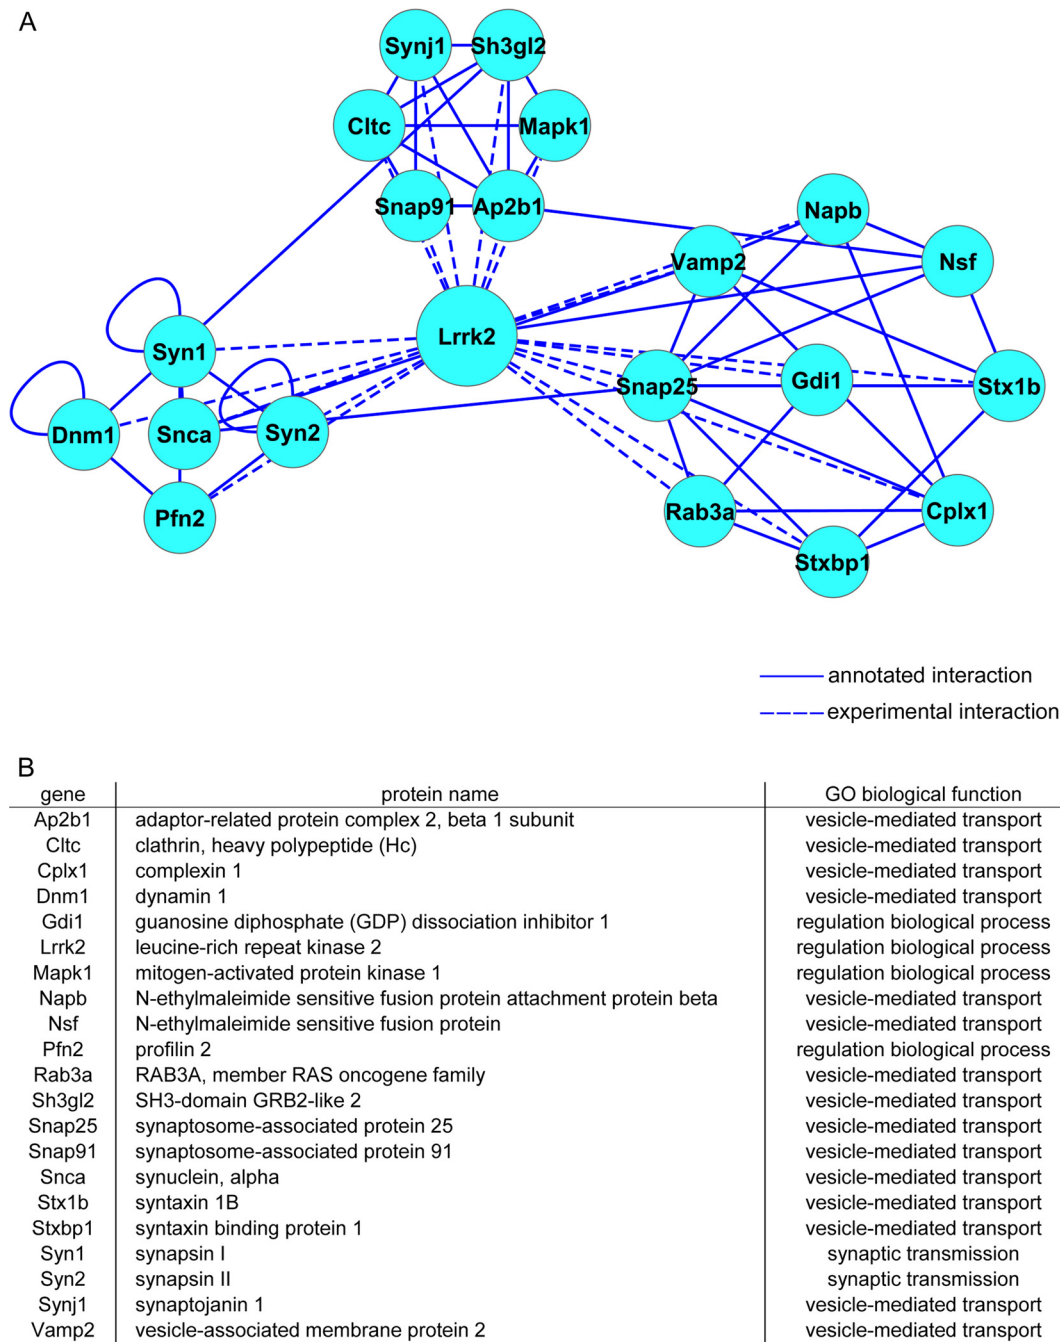 A
Synj1 Sh3gl2
Cltc Mapk1
Snap91 Ap2b1
Napb
Vamp2 Nsf
Lrrk2
Syn1
Snap25 Gdi1 Stx1b
Dnm1 Snca Syn2
Rab3a Cplx1
Pfn2
Stxbp1
annotated interaction
experimental interaction
B
gene protein name GO biological function
Ap2b1 adaptor-related protein complex 2, beta 1 subunit vesicle-mediated transport
Cltc clathrin, heavy polypeptide (Hc) vesicle-mediated transport
Cplx1 complexin 1 vesicle-mediated transport
Dnm1 dynamin 1 vesicle-mediated transport
Gdi1 guanosine diphosphate (GDP) dissociation inhibitor 1 regulation biological process
Lrrk2 leucine-rich repeat kinase 2 regulation biological process
Mapk1 mitogen-activated protein kinase 1 regulation biological process
Napb N-ethylmaleimide sensitive fusion protein attachment protein beta vesicle-mediated transport
Nsf N-ethylmaleimide sensitive fusion protein vesicle-mediated transport
Pfn2 profilin 2 regulation biological process
Rab3a RAB3A, member RAS oncogene family vesicle-mediated transport
Sh3gl2 SH3-domain GRB2-like 2 vesicle-mediated transport
Snap25 synaptosome-associated protein 25 vesicle-mediated transport
Snap91 synaptosome-associated protein 91 vesicle-mediated transport
Snca synuclein, alpha vesicle-mediated transport
Stx1b syntaxin 1B vesicle-mediated transport
Stxbp1 syntaxin binding protein 1 vesicle-mediated transport
Syn1 synapsin I synaptic transmission
Syn2 synapsin II synaptic transmission
Synj1 synaptojanin 1 vesicle-mediated transport
Vamp2 vesicle-associated membrane protein 2 vesicle-mediated transport